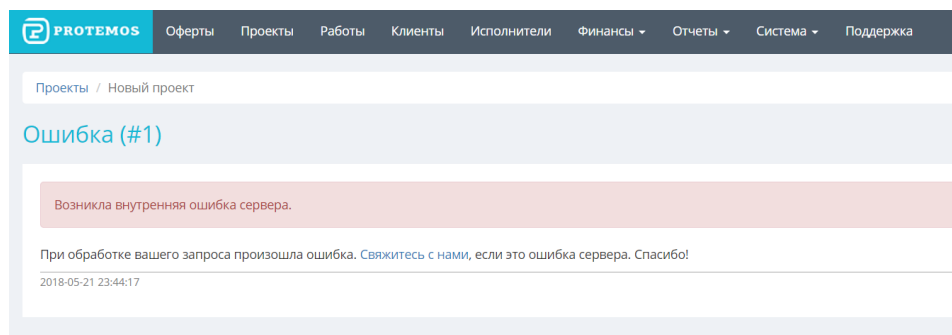 PROTEMOS Оферты Проекты Работы Клиенты Исполнители Финансы Отчеты Система Поддержка
Проекты / Новый проект
Ошибка (#1)
Возникла внутренняя ошибка сервера.
При обработке вашего запроса произошла ошибка. Свяжитесь с нами, если это ошибка сервера. Спасибо!
2018-05-21 23:44:17